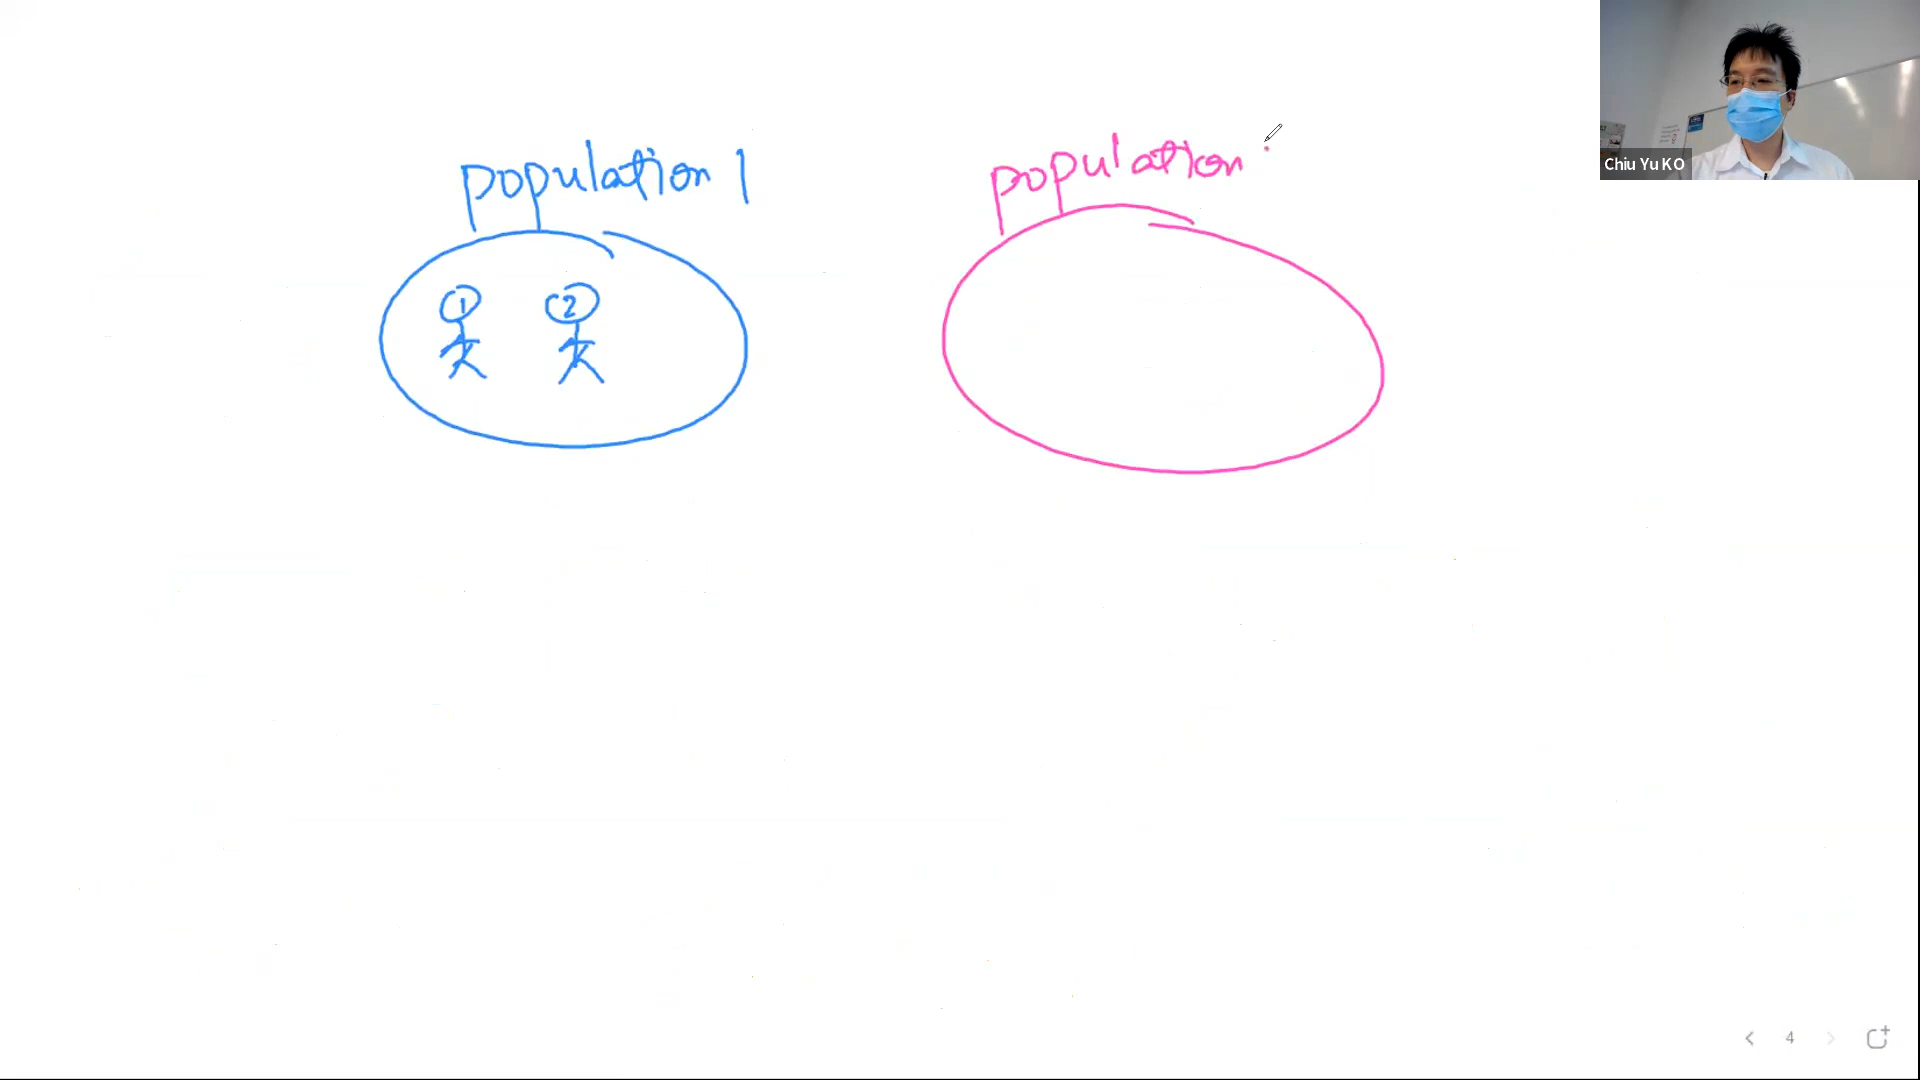 population 1
population
1 2
Chiu Yu KO
4